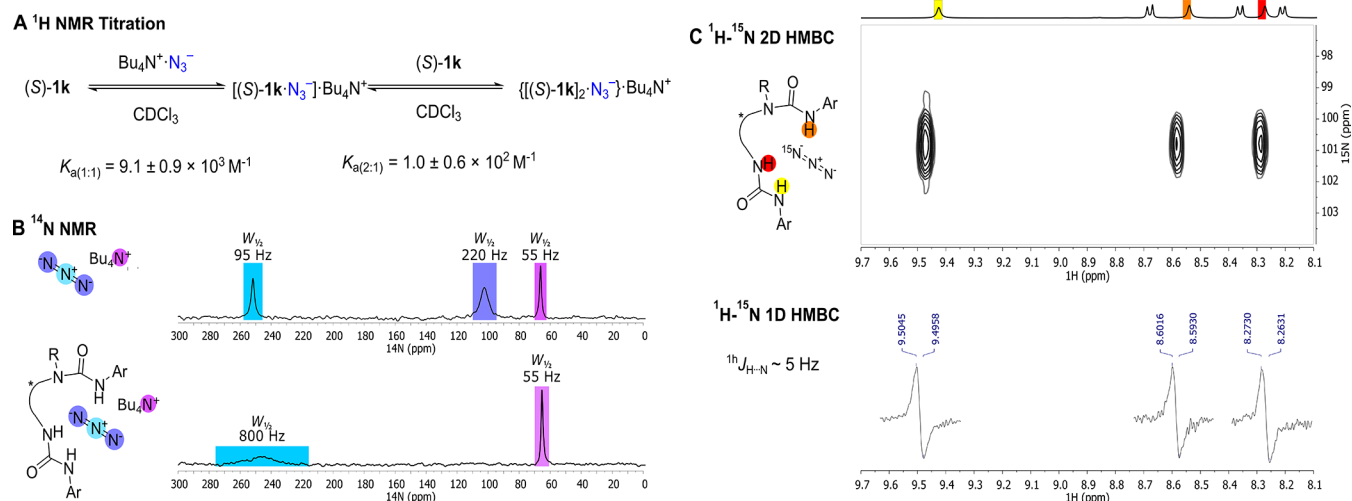 A ¹H NMR Titration
Bu₄N⁺·N₃⁻
(S)-1k
(S)-1k
[(S)-1k·N₃⁻]·Bu₄N⁺
{[(S)-1k]₂·N₃⁻}·Bu₄N⁺
CDCl₃
CDCl₃
Kₐ(1:1) = 9.1 ± 0.9 × 10³ M⁻¹
Kₐ(2:1) = 1.0 ± 0.6 × 10² M⁻¹
B ¹⁴N NMR
⁻N
N⁺
N⁻
Bu₄N⁺
W½
95 Hz
W½
220 Hz
W½
55 Hz
300 280 260 240 220 200 180 160 140 120 100 80 60 40 20 0
14N (ppm)
R
O
N
N
H
Ar
*
NH
O
H
N
Ar
⁻N
N⁺
N⁻
Bu₄N⁺
W½
800 Hz
W½
55 Hz
300 280 260 240 220 200 180 160 140 120 100 80 60 40 20 0
14N (ppm)
C ¹H-¹⁵N 2D HMBC
R
O
N
N
H
Ar
*
NH
O
H
N
Ar
¹⁵N⁻
N⁺
N⁻
98
99
100
101
102
103
15N (ppm)
9.7 9.6 9.5 9.4 9.3 9.2 9.1 9.0 8.9 8.8 8.7 8.6 8.5 8.4 8.3 8.2 8.1
1H (ppm)
¹H-¹⁵N 1D HMBC
¹ʰJH···N ~ 5 Hz
9.5045
9.4958
8.6016
8.5930
8.2730
8.2631
9.7 9.6 9.5 9.4 9.3 9.2 9.1 9.0 8.9 8.8 8.7 8.6 8.5 8.4 8.3 8.2 8.1
1H (ppm)